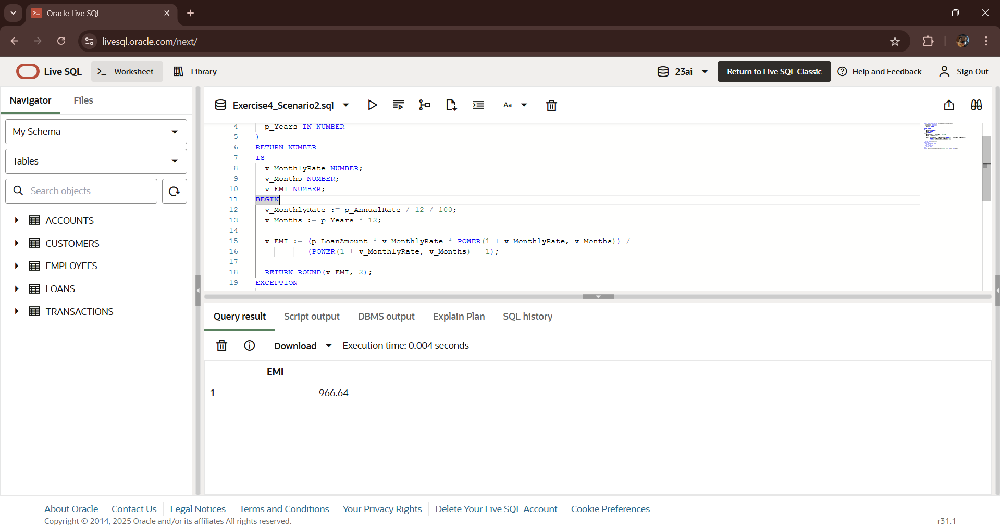 Oracle Live SQL
livesql.oracle.com/next/
Live SQL
Worksheet
Library
23ai
Return to Live SQL Classic
Help and Feedback
Sign Out
Navigator
Files
My Schema
Tables
Search objects
ACCOUNTS
CUSTOMERS
EMPLOYEES
LOANS
TRANSACTIONS
Exercise4_Scenario2.sql
Aa
4 p_Years IN NUMBER
5 )
6 RETURN NUMBER
7 IS
8 v_MonthlyRate NUMBER;
9 v_Months NUMBER;
10 v_EMI NUMBER;
11 BEGIN
12 v_MonthlyRate := p_AnnualRate / 12 / 100;
13 v_Months := p_Years * 12;
14
15 v_EMI := (p_LoanAmount * v_MonthlyRate * POWER(1 + v_MonthlyRate, v_Months)) /
16 (POWER(1 + v_MonthlyRate, v_Months) - 1);
17
18 RETURN ROUND(v_EMI, 2);
19 EXCEPTION
Query result
Script output
DBMS output
Explain Plan
SQL history
Download
Execution time: 0.004 seconds
EMI
1 966.64
About Oracle
Contact Us
Legal Notices
Terms and Conditions
Your Privacy Rights
Delete Your Live SQL Account
Cookie Preferences
Copyright © 2014, 2025 Oracle and/or its affiliates All rights reserved.
r31.1